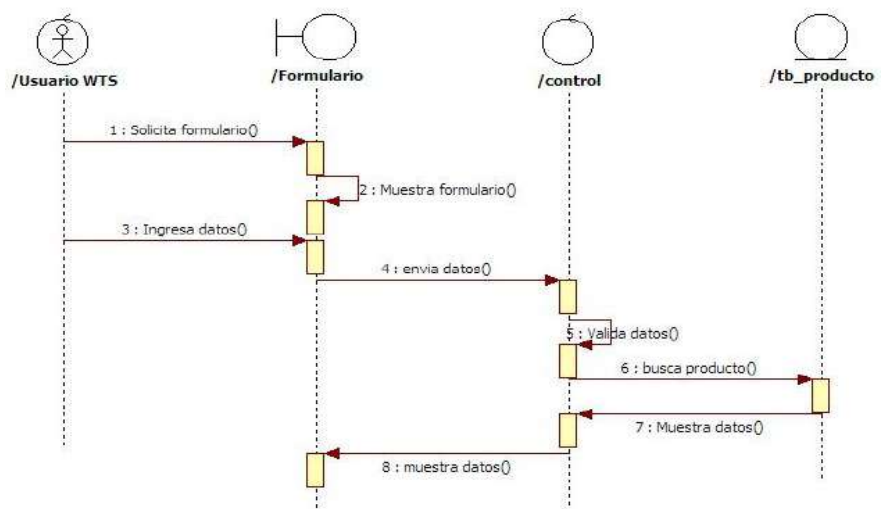 /Usuario WTS
/Formulario
/control
/tb_producto
1 : Solicita formulario()
2 : Muestra formulario()
3 : Ingresa datos()
4 : envia datos()
5 : Valida datos()
6 : busca producto()
7 : Muestra datos()
8 : muestra datos()